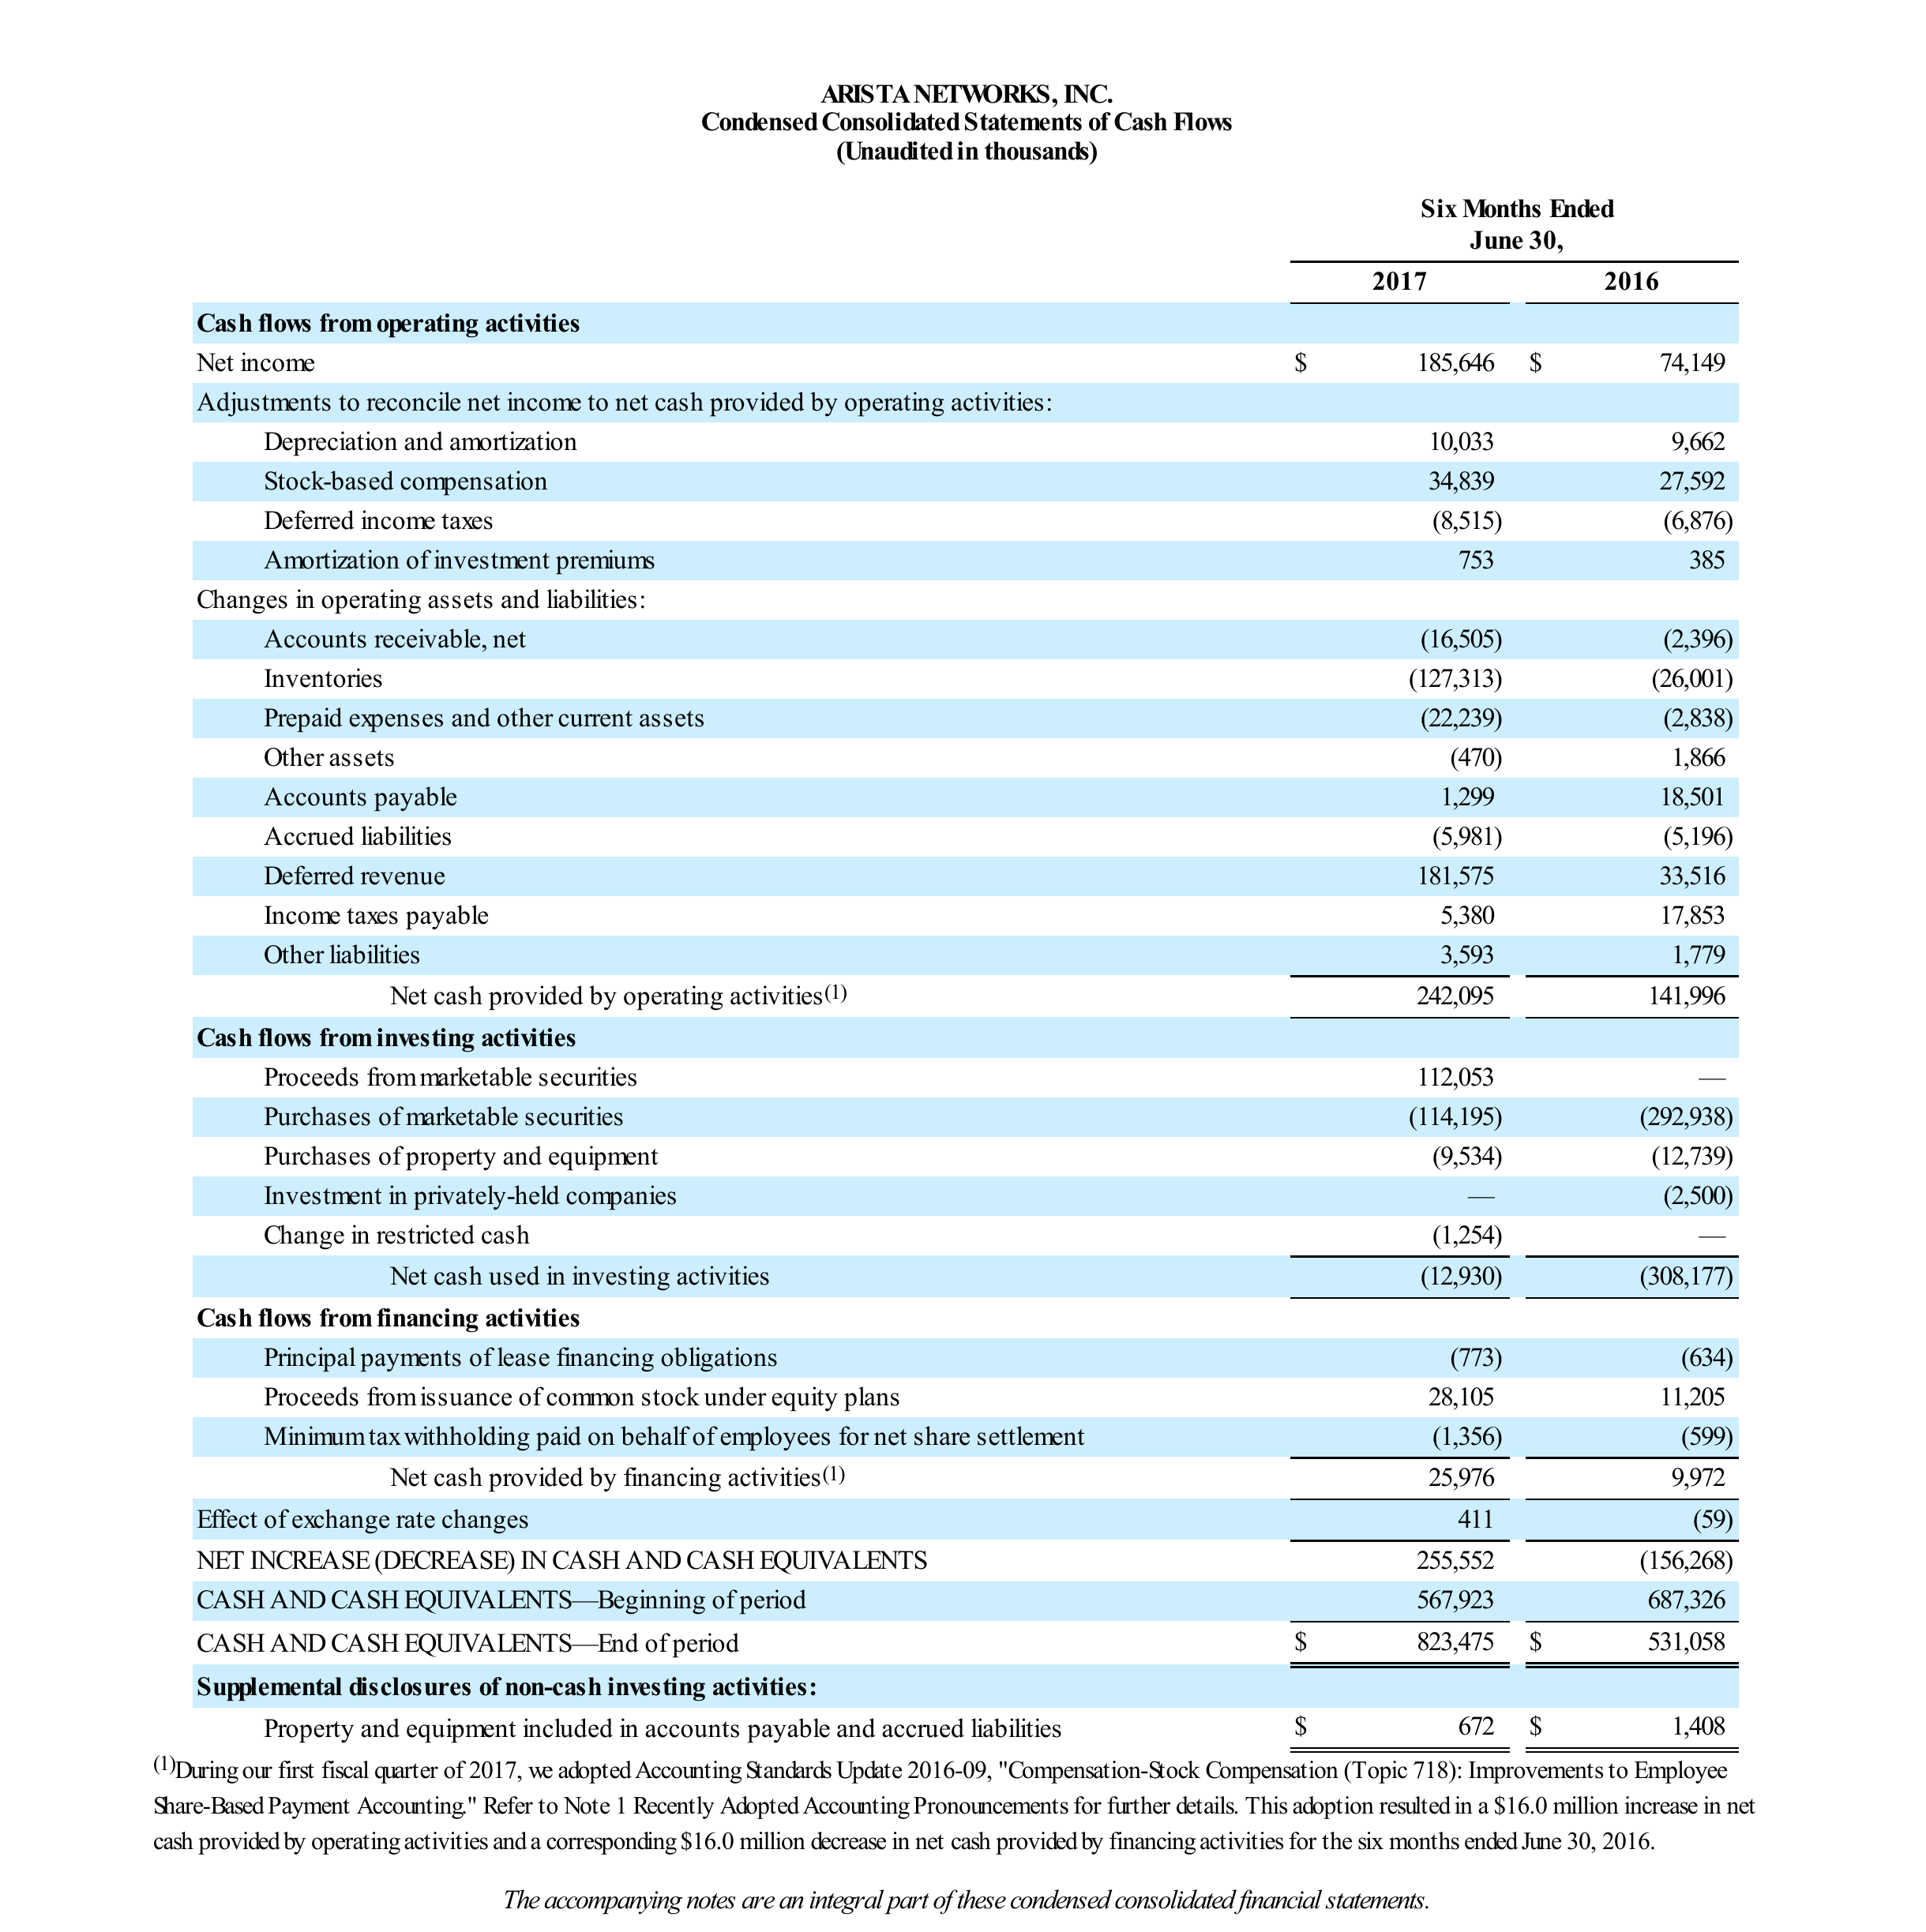 ARISTA NETWORKS, INC.
Condensed Consolidated Statements of Cash Flows
(Unaudited in thousands)
Six Months Ended
June 30,
2017 2016
Cash flows from operating activities
Net income $ 185,646 $ 74,149
Adjustments to reconcile net income to net cash provided by operating activities:
Depreciation and amortization 10,033 9,662
Stock-based compensation 34,839 27,592
Deferred income taxes (8,515) (6,876)
Amortization of investment premiums 753 385
Changes in operating assets and liabilities:
Accounts receivable, net (16,505) (2,396)
Inventories (127,313) (26,001)
Prepaid expenses and other current assets (22,239) (2,838)
Other assets (470) 1,866
Accounts payable 1,299 18,501
Accrued liabilities (5,981) (5,196)
Deferred revenue 181,575 33,516
Income taxes payable 5,380 17,853
Other liabilities 3,593 1,779
Net cash provided by operating activities(1) 242,095 141,996
Cash flows from investing activities
Proceeds from marketable securities 112,053 —
Purchases of marketable securities (114,195) (292,938)
Purchases of property and equipment (9,534) (12,739)
Investment in privately-held companies — (2,500)
Change in restricted cash (1,254) —
Net cash used in investing activities (12,930) (308,177)
Cash flows from financing activities
Principal payments of lease financing obligations (773) (634)
Proceeds from issuance of common stock under equity plans 28,105 11,205
Minimum tax withholding paid on behalf of employees for net share settlement (1,356) (599)
Net cash provided by financing activities(1) 25,976 9,972
Effect of exchange rate changes 411 (59)
NET INCREASE (DECREASE) IN CASH AND CASH EQUIVALENTS 255,552 (156,268)
CASH AND CASH EQUIVALENTS—Beginning of period 567,923 687,326
CASH AND CASH EQUIVALENTS—End of period $ 823,475 $ 531,058
Supplemental disclosures of non-cash investing activities:
Property and equipment included in accounts payable and accrued liabilities $ 672 $ 1,408
(1)During our first fiscal quarter of 2017, we adopted Accounting Standards Update 2016-09, "Compensation-Stock Compensation (Topic 718): Improvements to Employee
Share-Based Payment Accounting." Refer to Note 1 Recently Adopted Accounting Pronouncements for further details. This adoption resulted in a $16.0 million increase in net
cash provided by operating activities and a corresponding $16.0 million decrease in net cash provided by financing activities for the six months ended June 30, 2016.
The accompanying notes are an integral part of these condensed consolidated financial statements.